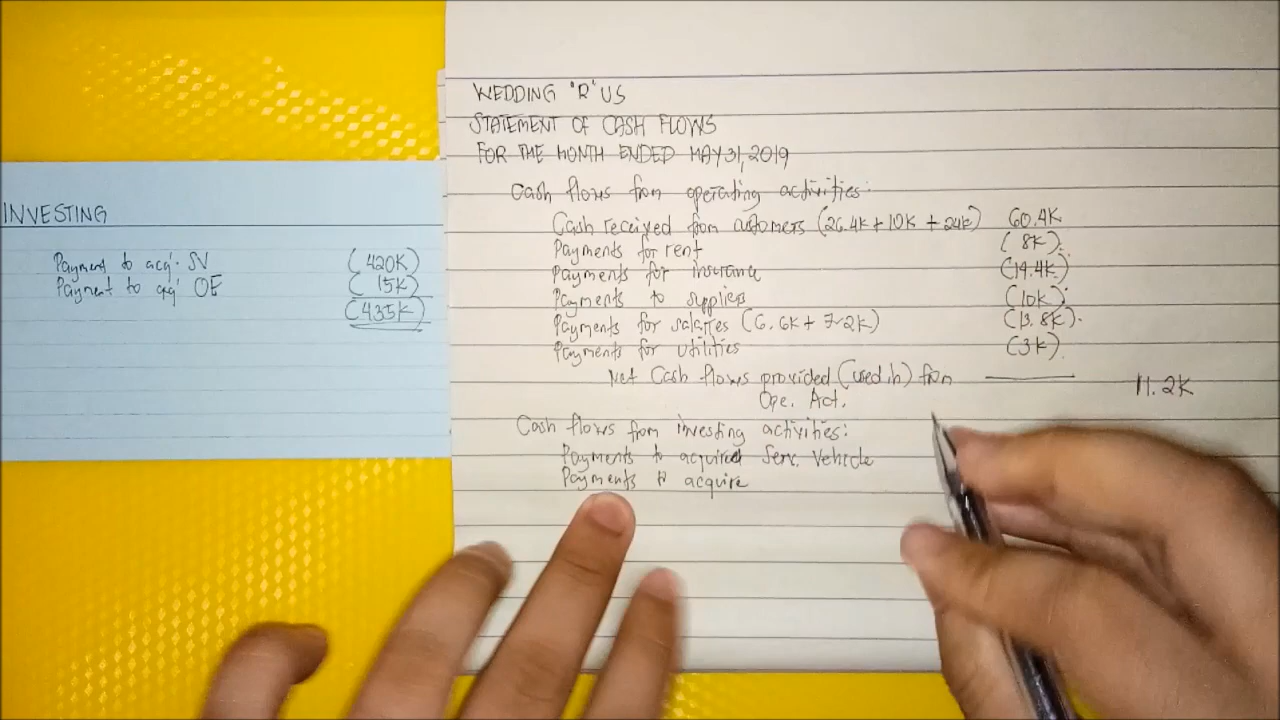 INVESTING
Payment to acq. SV (420K)
Payment to acq. OE (15K)
(435K)
WEDDING "R" US
STATEMENT OF CASH FLOWS
FOR THE MONTH ENDED MAY 31, 2019
Cash flows from operating activities:
Cash received from customers (26.4K + 10K + 24K) 60.4K
Payments for rent (8K)
Payments for insurance (14.4K)
Payments to suppliers (10K)
Payments for salaries (6.6K + 7.2K) (13.8K)
Payments for utilities (3K)
Net Cash flows provided (used in) from 11.2K
Ope. Act.
Cash flows from investing activities:
Payments to acquired Serv. Vehicle
Payments to acquire